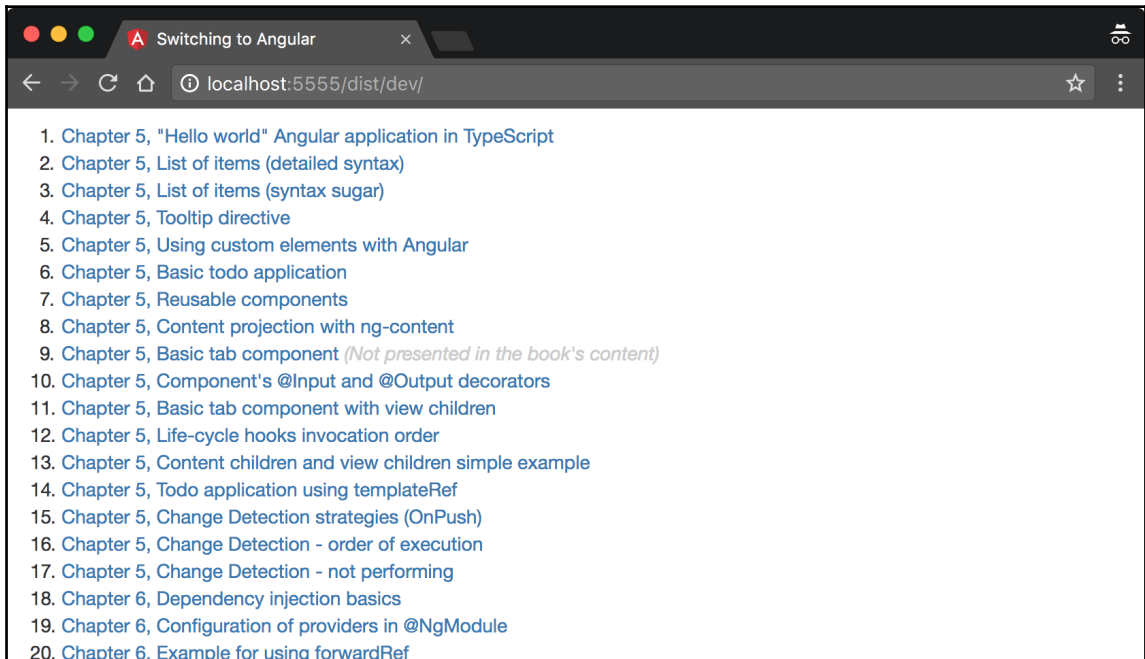 Switching to Angular
localhost:5555/dist/dev/
1. Chapter 5, "Hello world" Angular application in TypeScript
2. Chapter 5, List of items (detailed syntax)
3. Chapter 5, List of items (syntax sugar)
4. Chapter 5, Tooltip directive
5. Chapter 5, Using custom elements with Angular
6. Chapter 5, Basic todo application
7. Chapter 5, Reusable components
8. Chapter 5, Content projection with ng-content
9. Chapter 5, Basic tab component (Not presented in the book's content)
10. Chapter 5, Component's @Input and @Output decorators
11. Chapter 5, Basic tab component with view children
12. Chapter 5, Life-cycle hooks invocation order
13. Chapter 5, Content children and view children simple example
14. Chapter 5, Todo application using templateRef
15. Chapter 5, Change Detection strategies (OnPush)
16. Chapter 5, Change Detection - order of execution
17. Chapter 5, Change Detection - not performing
18. Chapter 6, Dependency injection basics
19. Chapter 6, Configuration of providers in @NgModule
20. Chapter 6, Example for using forwardRef